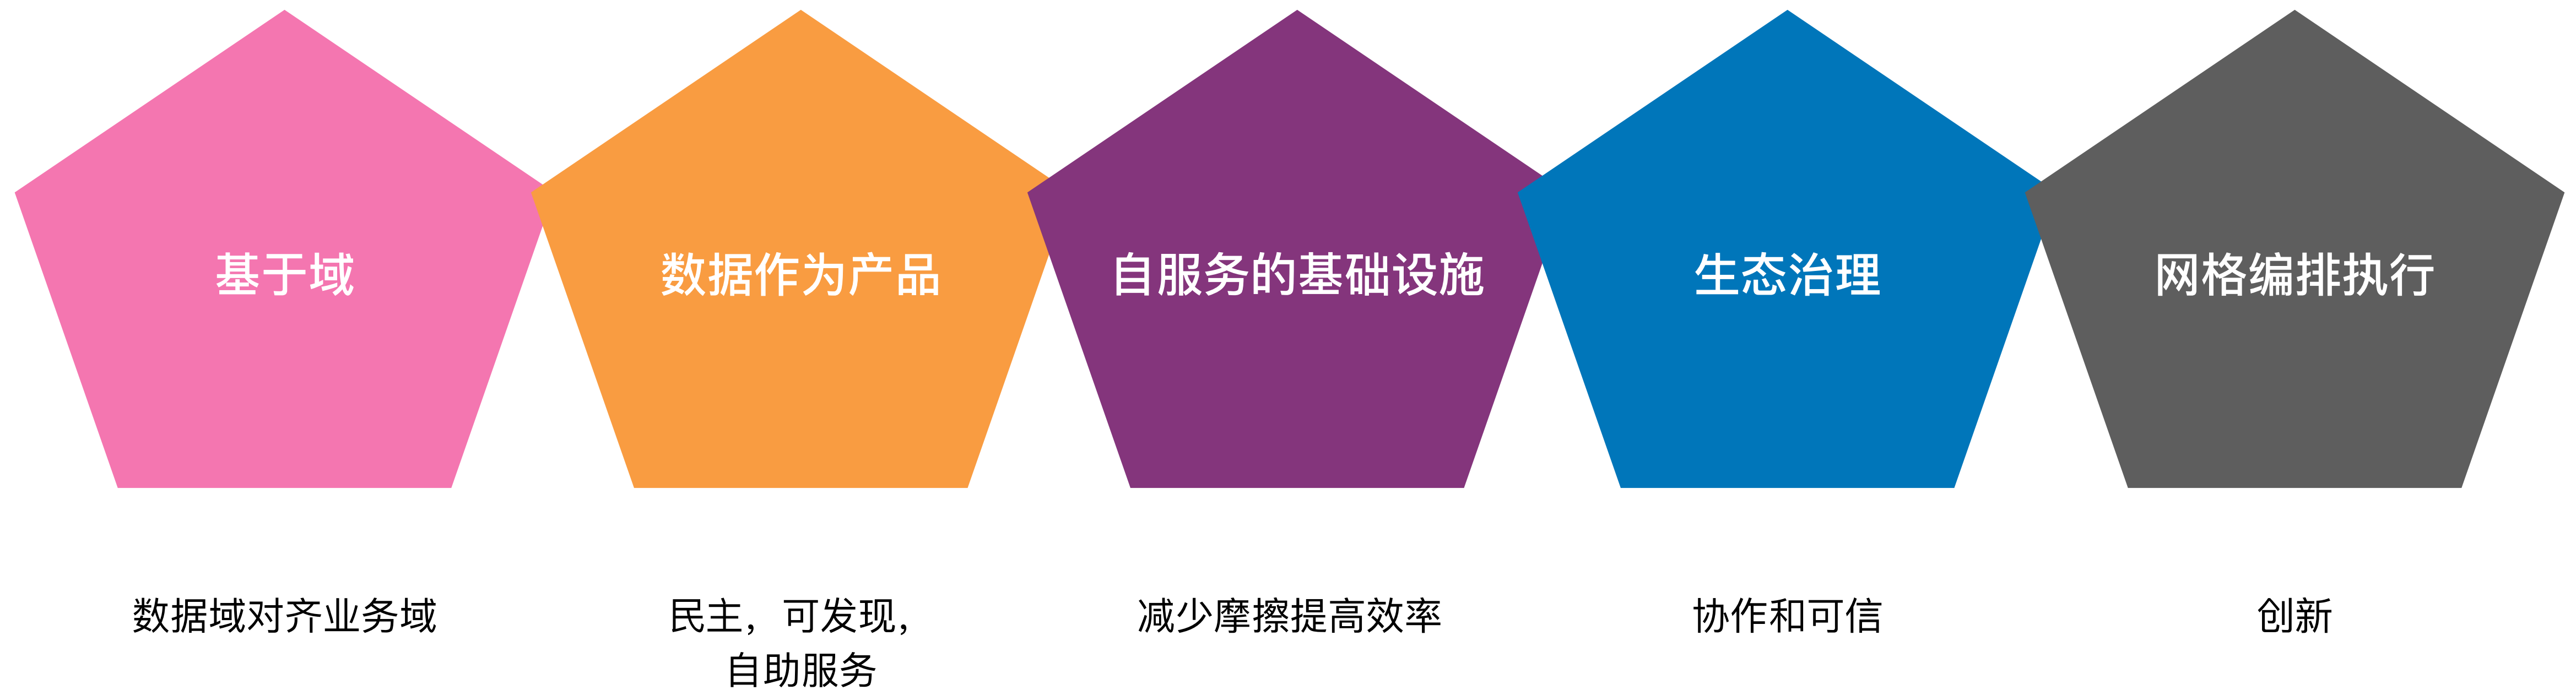 基于域
数据作为产品
自服务的基础设施
生态治理
网格编排执行
数据域对齐业务域
民主，可发现，
自助服务
减少摩擦提高效率
协作和可信
创新